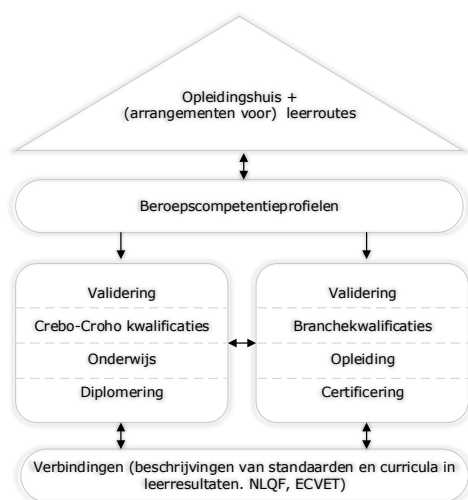 Opleidingshuis +
(arrangementen voor) leerroutes
Beroepscompetentieprofielen
Validering
Crebo-Croho kwalificaties
Onderwijs
Diplomering
Validering
Branchekwalificaties
Opleiding
Certificering
Verbindingen (beschrijvingen van standaarden en curricula in
leerresultaten. NLQF, ECVET)